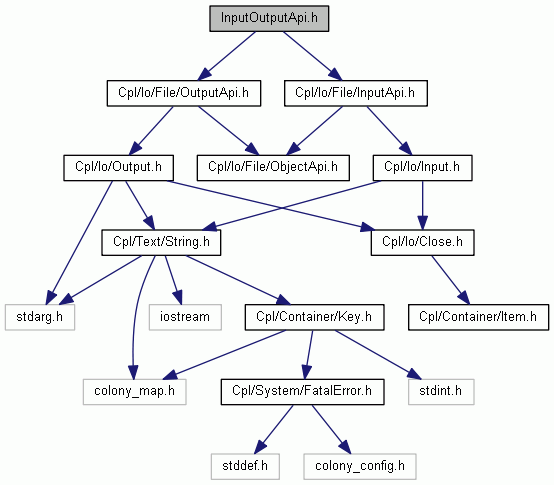 InputOutputApi.h
Cpl/Io/File/OutputApi.h
Cpl/Io/File/InputApi.h
Cpl/Io/Output.h
Cpl/Io/File/ObjectApi.h
Cpl/Io/Input.h
Cpl/Text/String.h
Cpl/Io/Close.h
stdarg.h
iostream
Cpl/Container/Key.h
Cpl/Container/Item.h
colony_map.h
Cpl/System/FatalError.h
stdint.h
stddef.h
colony_config.h